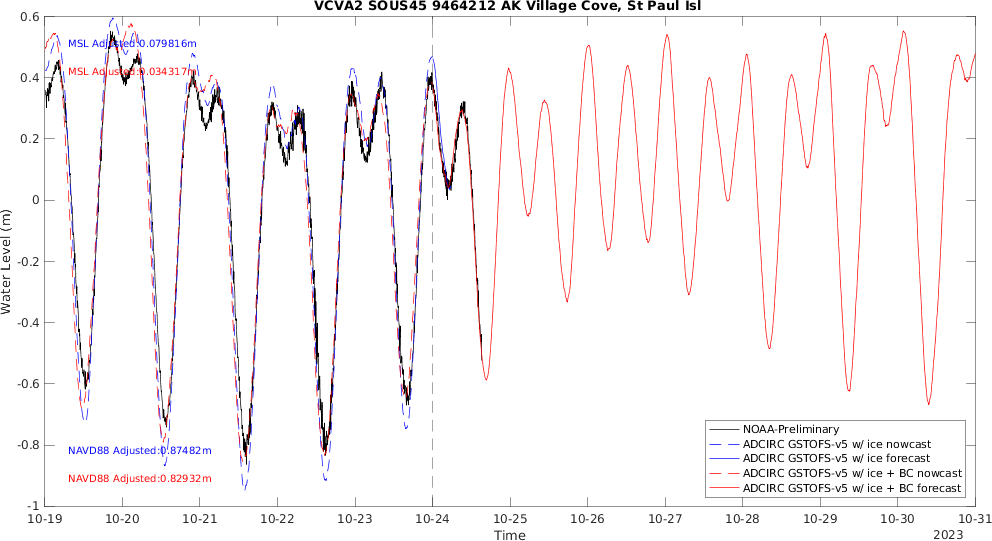 VCVA2 SOUS45 9464212 AK Village Cove, St Paul Isl
0.6
0.4
0.2
0
-0.2
-0.4
-0.6
-0.8
-1
Water Level (m)
MSL Adjusted:0.079816m
MSL Adjusted:0.034317m
NAVD88 Adjusted:0.87482m
NAVD88 Adjusted:0.82932m
NOAA-Preliminary
ADCIRC GSTOFS-v5 w/ ice nowcast
ADCIRC GSTOFS-v5 w/ ice forecast
ADCIRC GSTOFS-v5 w/ ice + BC nowcast
ADCIRC GSTOFS-v5 w/ ice + BC forecast
10-19 10-20 10-21 10-22 10-23 10-24 10-25 10-26 10-27 10-28 10-29 10-30 10-31
Time
2023